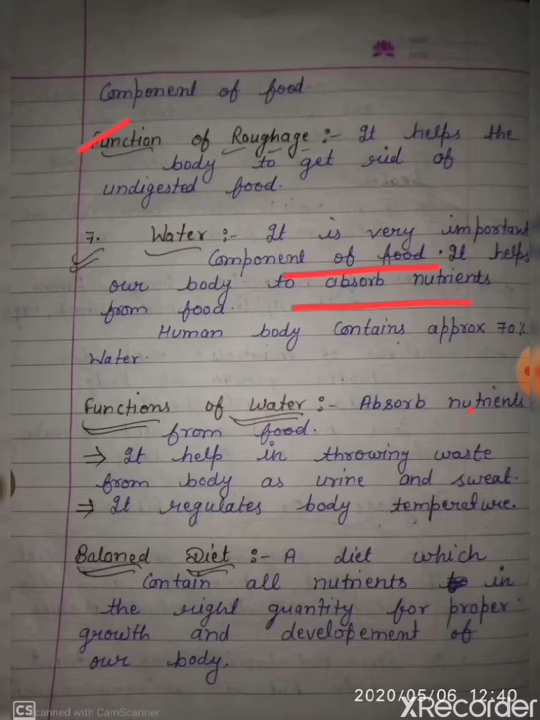 Component of food.
Function of Roughage :- It helps the
body to get rid of
undigested food.
7. Water :- It is very important
Component of food. It helps
our body to absorb nutrients
from food.
Human body contains approx 70%
Water.
Functions of water :- Absorb nutrients
from food.
⇒ It help in throwing waste
from body as urine and sweat.
⇒ It regulates body temperature.
Balaned Diet :- A diet which
Contain all nutrients in
the right quantity for proper
growth and developement of
our body.
2020/05/06 12:40
CS canned with CamScanner
XRecorder